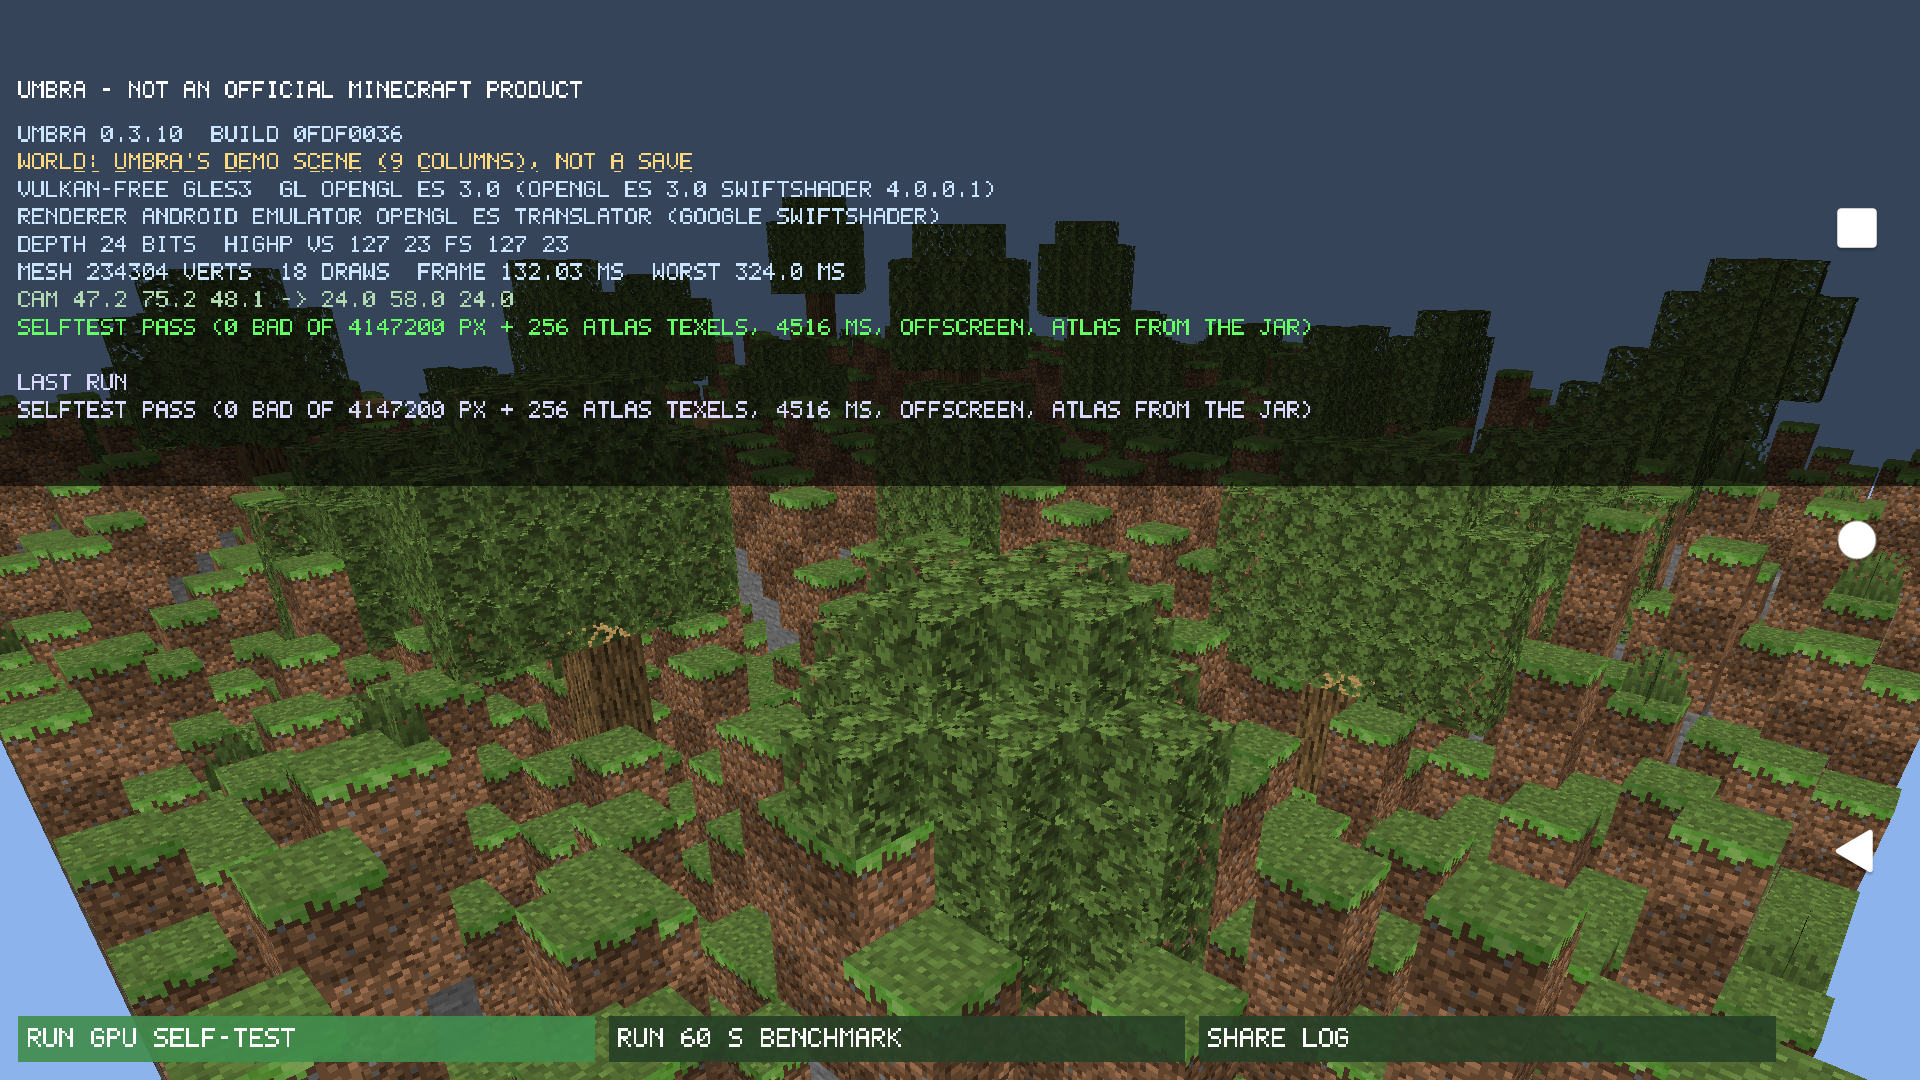 UMBRA - NOT AN OFFICIAL MINECRAFT PRODUCT
UMBRA 0.3.10 BUILD 0FDF0036
WORLD: UMBRA'S DEMO SCENE (9 COLUMNS), NOT A SAVE
VULKAN-FREE GLES3 GL OPENGL ES 3.0 (OPENGL ES 3.0 SWIFTSHADER 4.0.0.1)
RENDERER ANDROID EMULATOR OPENGL ES TRANSLATOR (GOOGLE SWIFTSHADER)
DEPTH 24 BITS HIGHP VS 127 23 FS 127 23
MESH 234304 VERTS 18 DRAWS FRAME 132.03 MS WORST 324.0 MS
CAM 47.2 75.2 48.1 -> 24.0 58.0 24.0
SELFTEST PASS (0 BAD OF 4147200 PX + 256 ATLAS TEXELS, 4516 MS, OFFSCREEN, ATLAS FROM THE JAR)
LAST RUN
SELFTEST PASS (0 BAD OF 4147200 PX + 256 ATLAS TEXELS, 4516 MS, OFFSCREEN, ATLAS FROM THE JAR)
RUN GPU SELF-TEST
RUN 60 S BENCHMARK
SHARE LOG